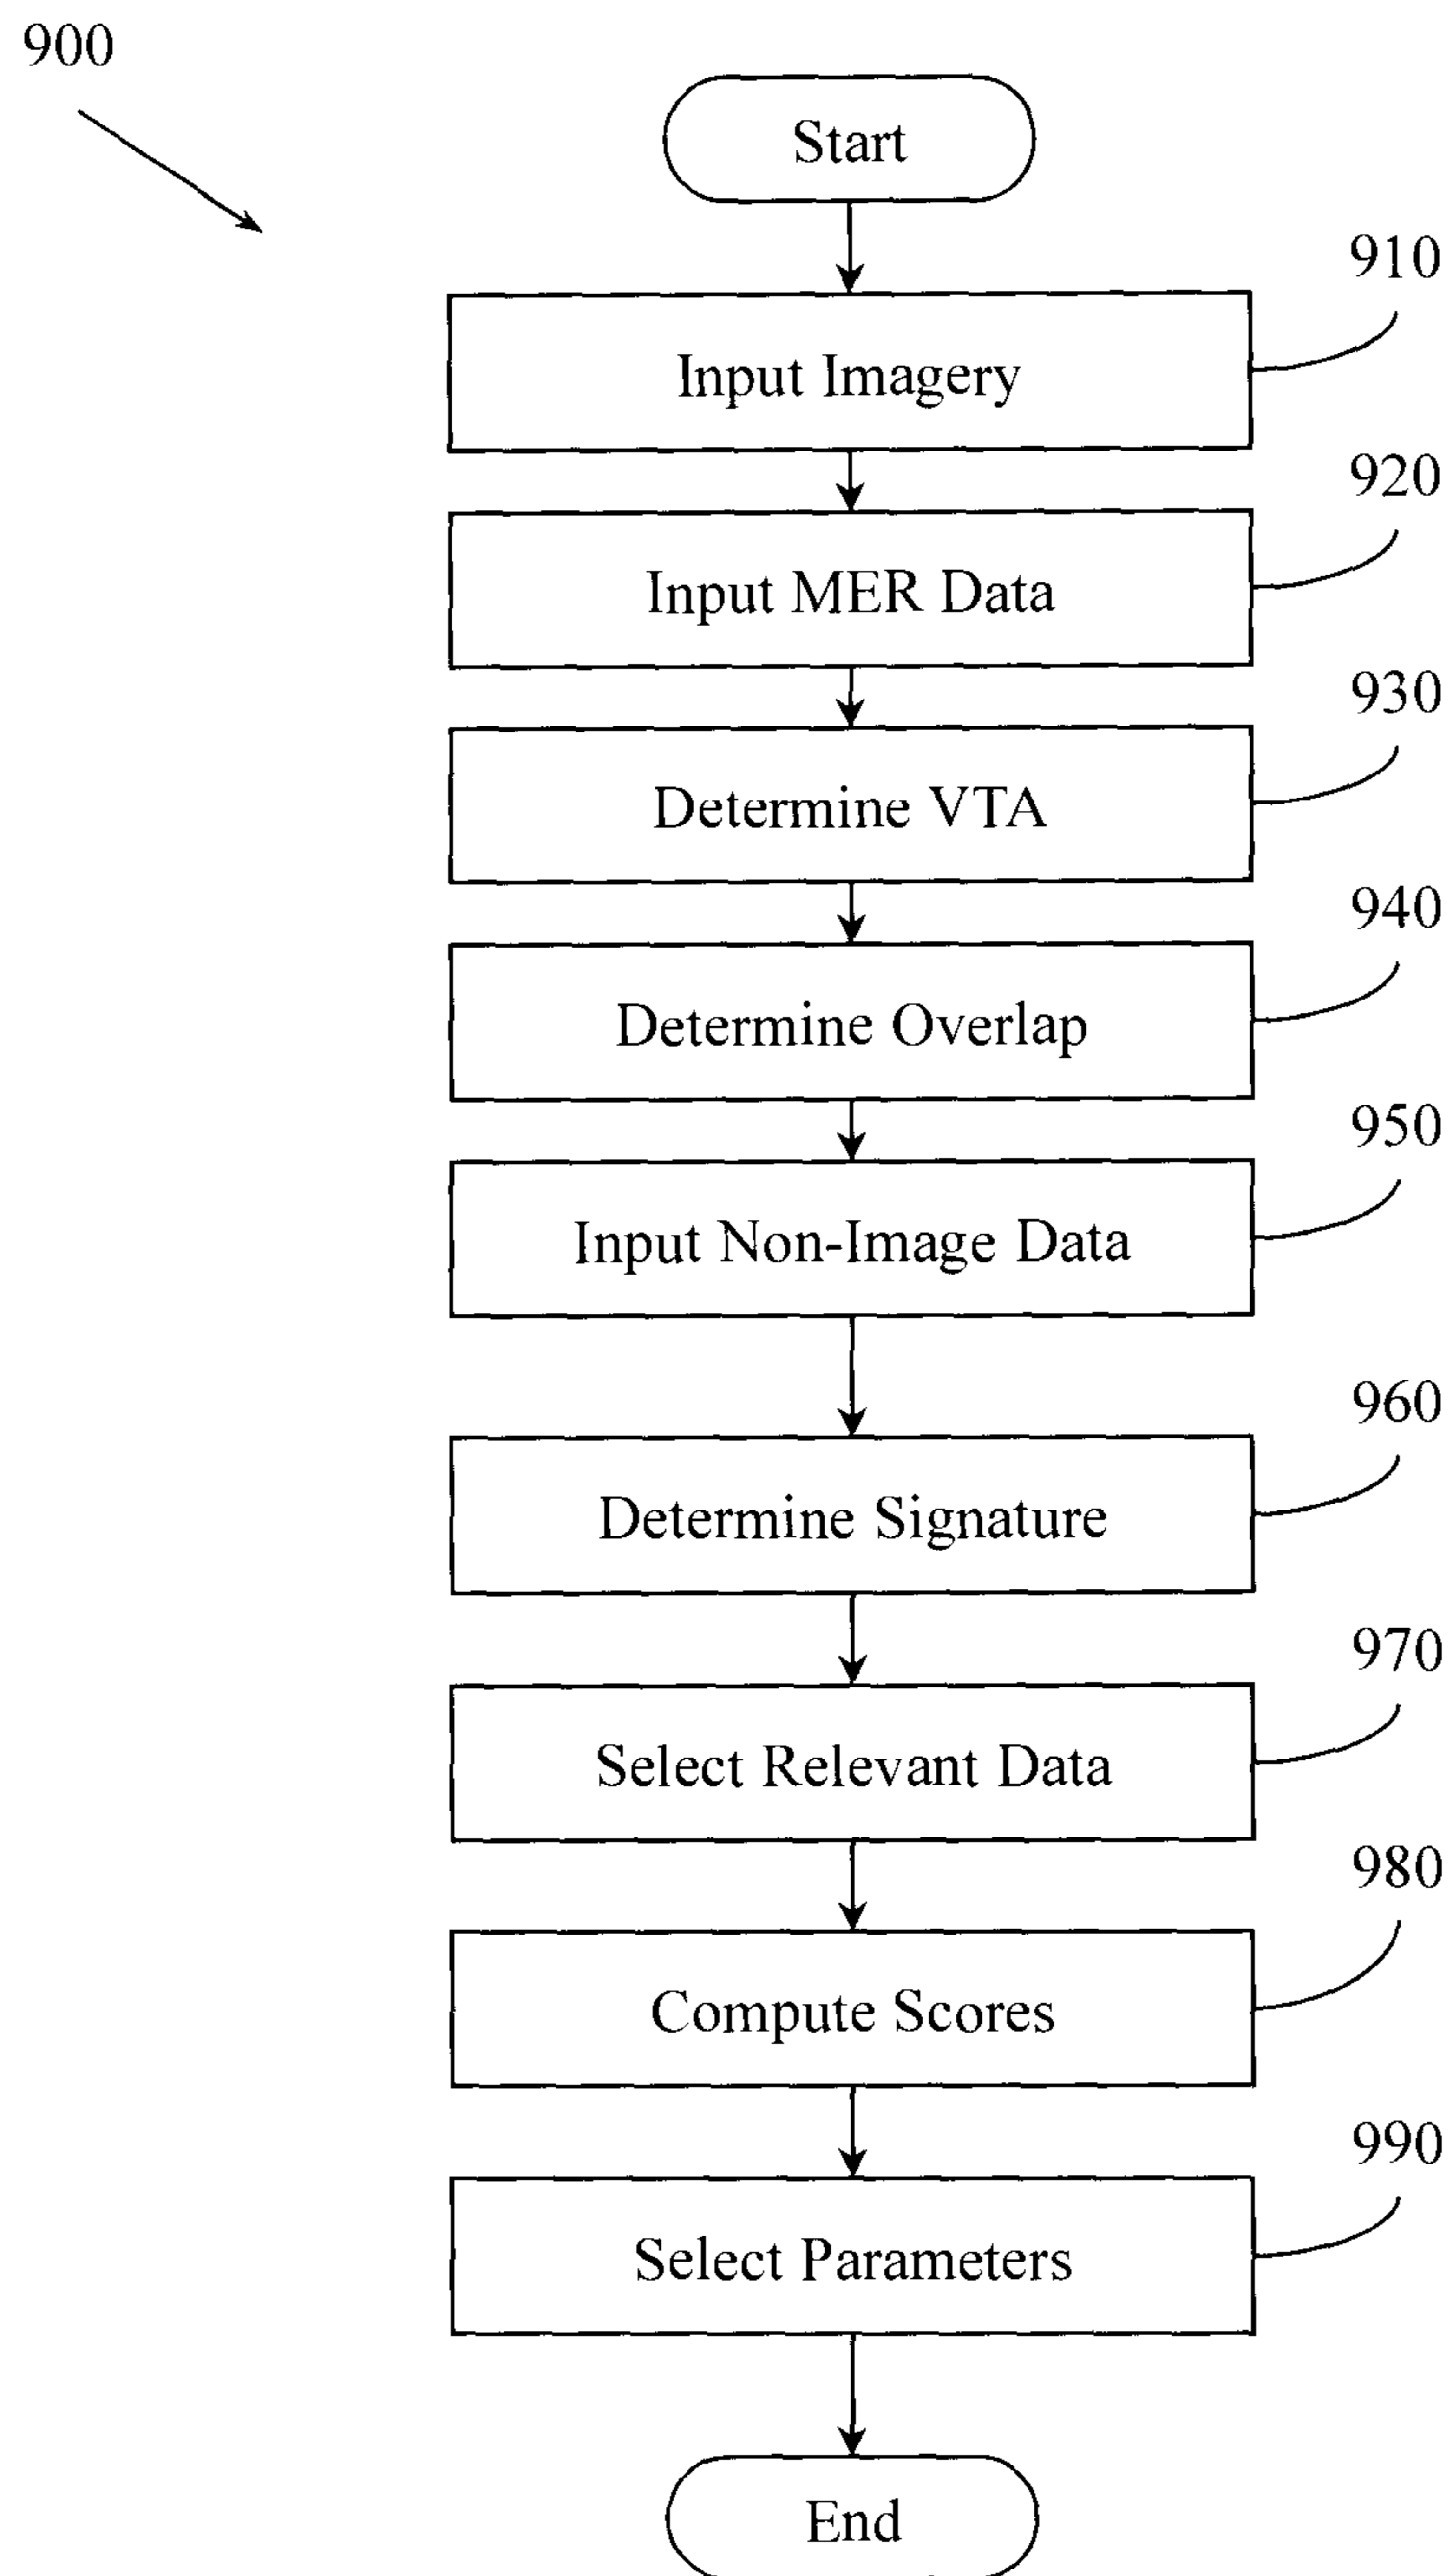 900
Start
910
Input Imagery
920
Input MER Data
930
Determine VTA
940
Determine Overlap
950
Input Non-Image Data
960
Determine Signature
970
Select Relevant Data
980
Compute Scores
990
Select Parameters
End